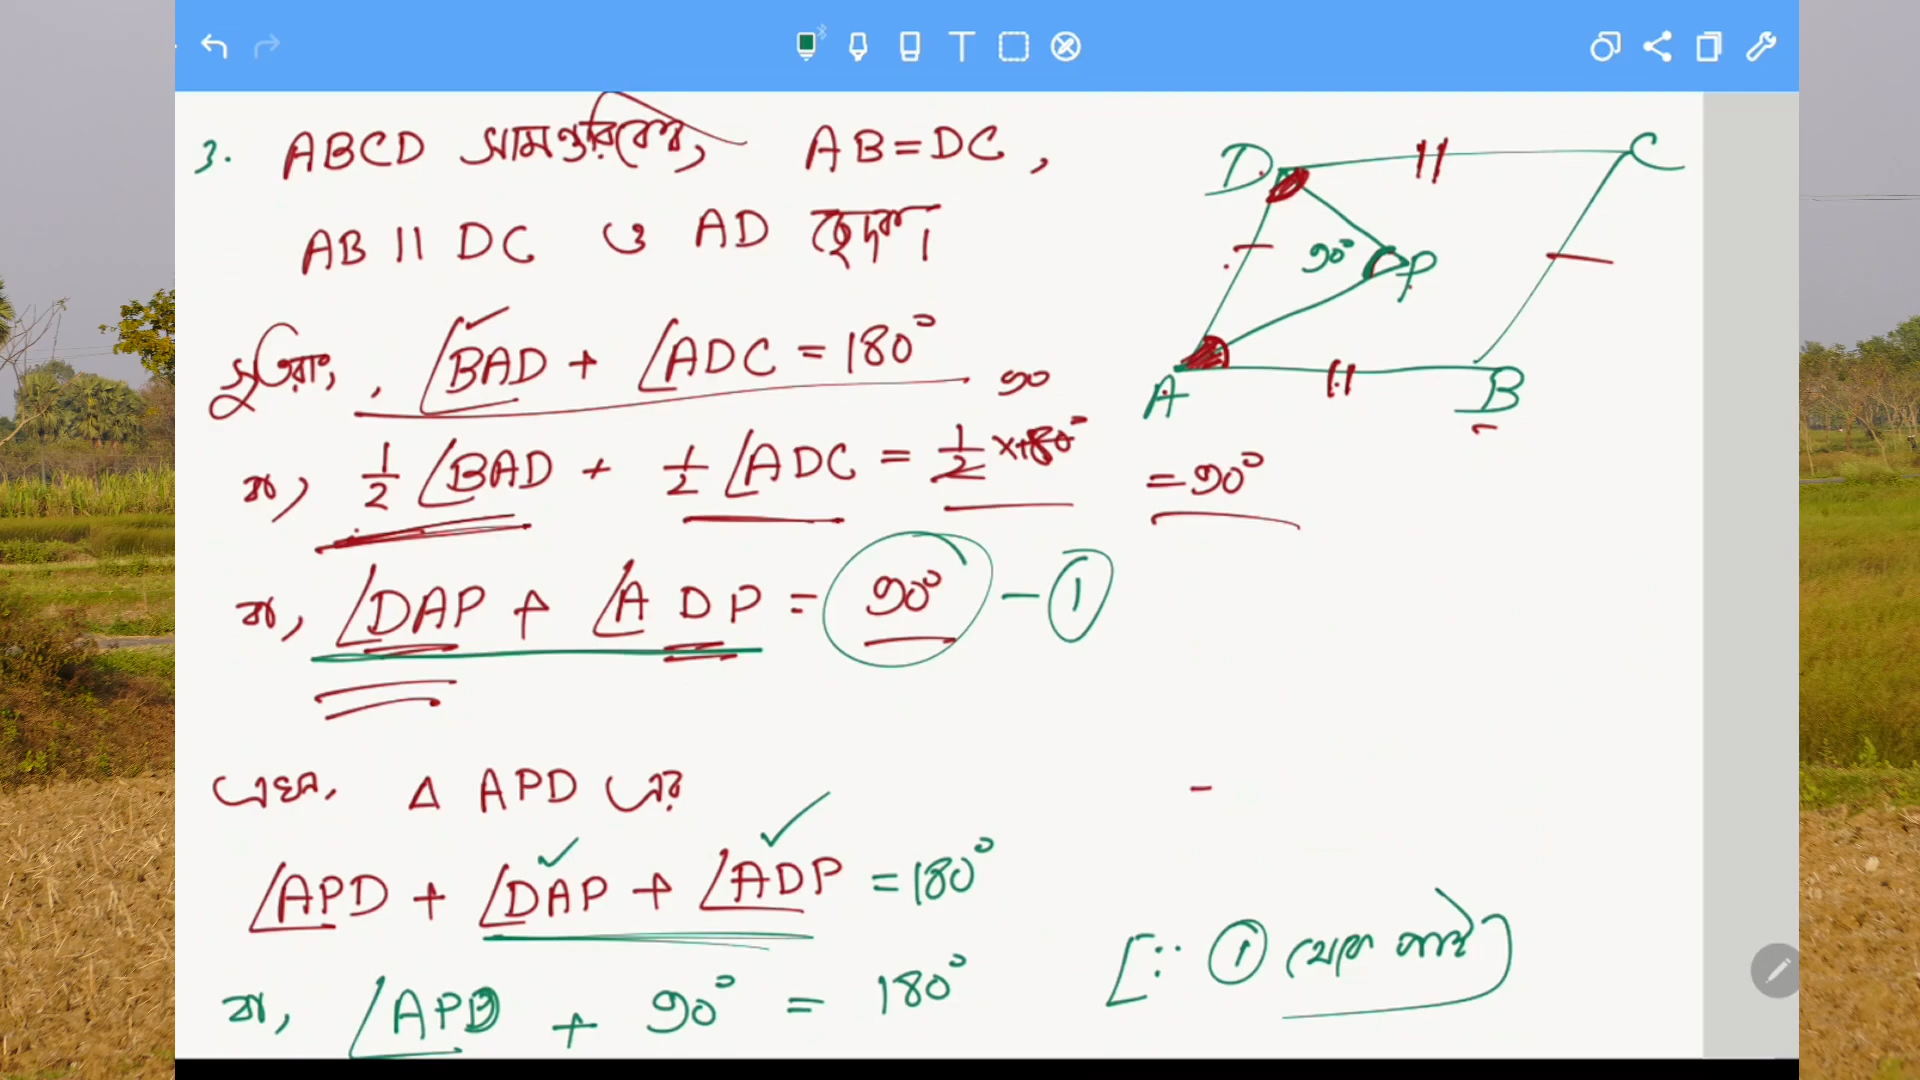 3. ABCD সামান্তরিকের, AB = DC,
AB || DC ও AD ছেদক।
সুতরাং, ∠BAD + ∠ADC = 180°
90
বা, 1/2 ∠BAD + 1/2 ∠ADC = 1/2 × 180° = 90°
বা, ∠DAP + ∠ADP = 90° – ①
এখন, Δ APD এর
∠APD + ∠DAP + ∠ADP = 180°
বা, ∠APD + 90° = 180° [∵ ① থেকে পাই]
D C
90° P
A B
T